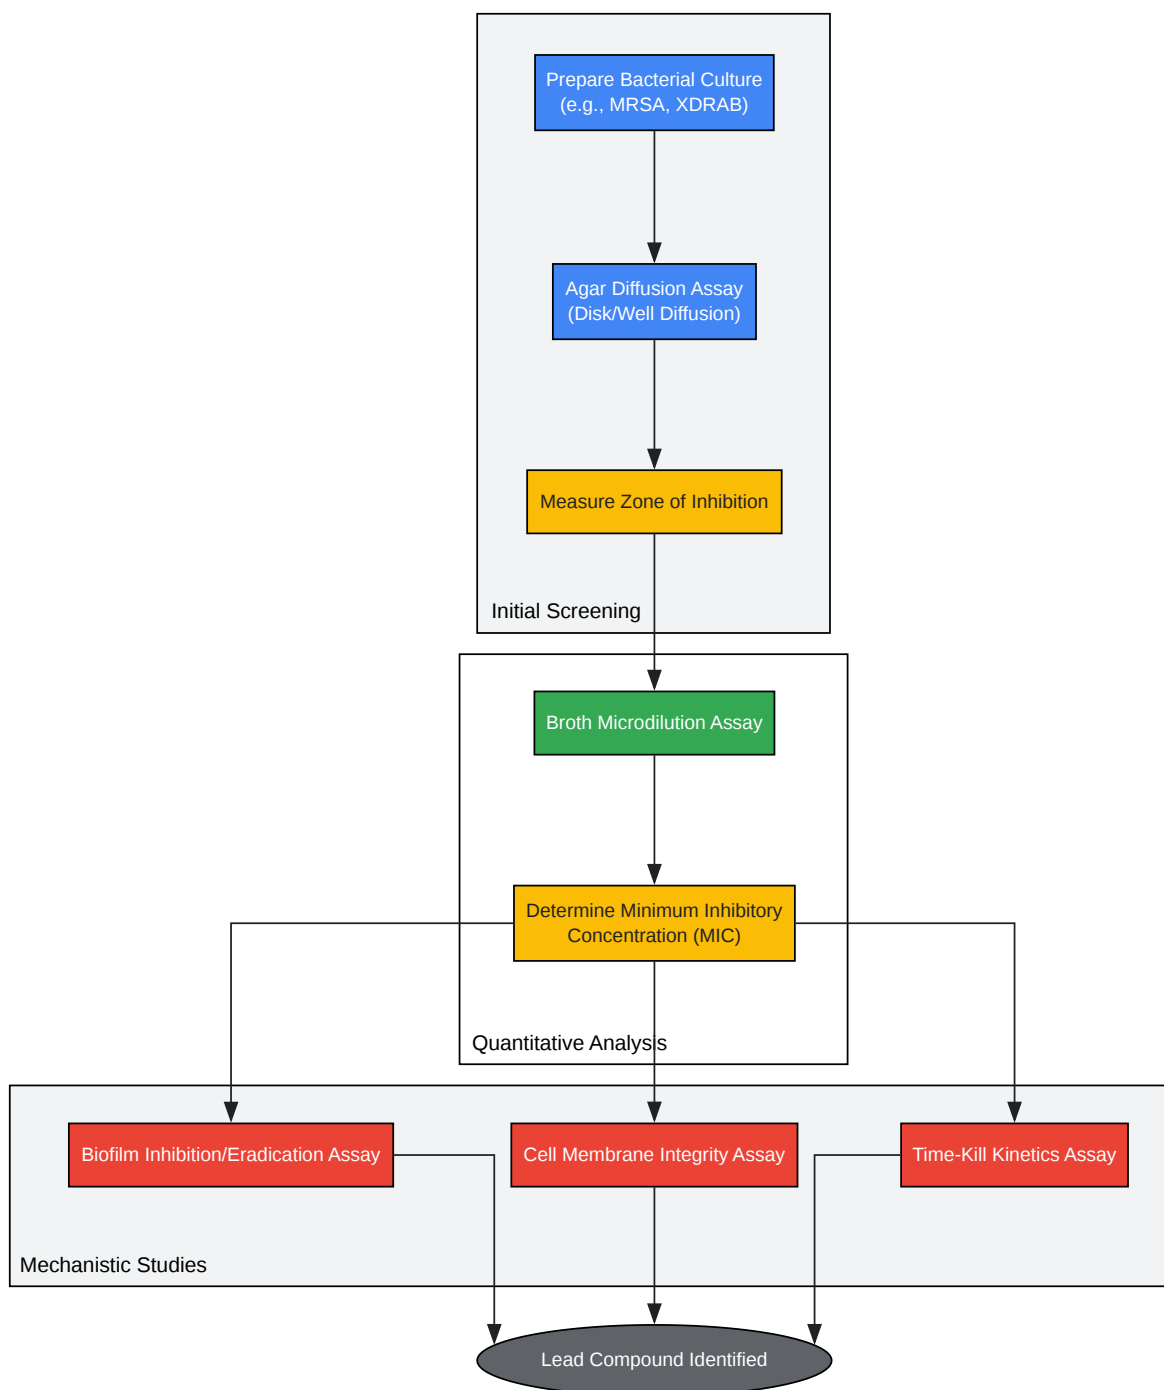 Prepare Bacterial Culture
(e.g., MRSA, XDRAB)
Agar Diffusion Assay
(Disk/Well Diffusion)
Measure Zone of Inhibition
Initial Screening
Broth Microdilution Assay
Determine Minimum Inhibitory
Concentration (MIC)
Quantitative Analysis
Biofilm Inhibition/Eradication Assay
Cell Membrane Integrity Assay
Time-Kill Kinetics Assay
Mechanistic Studies
Lead Compound Identified